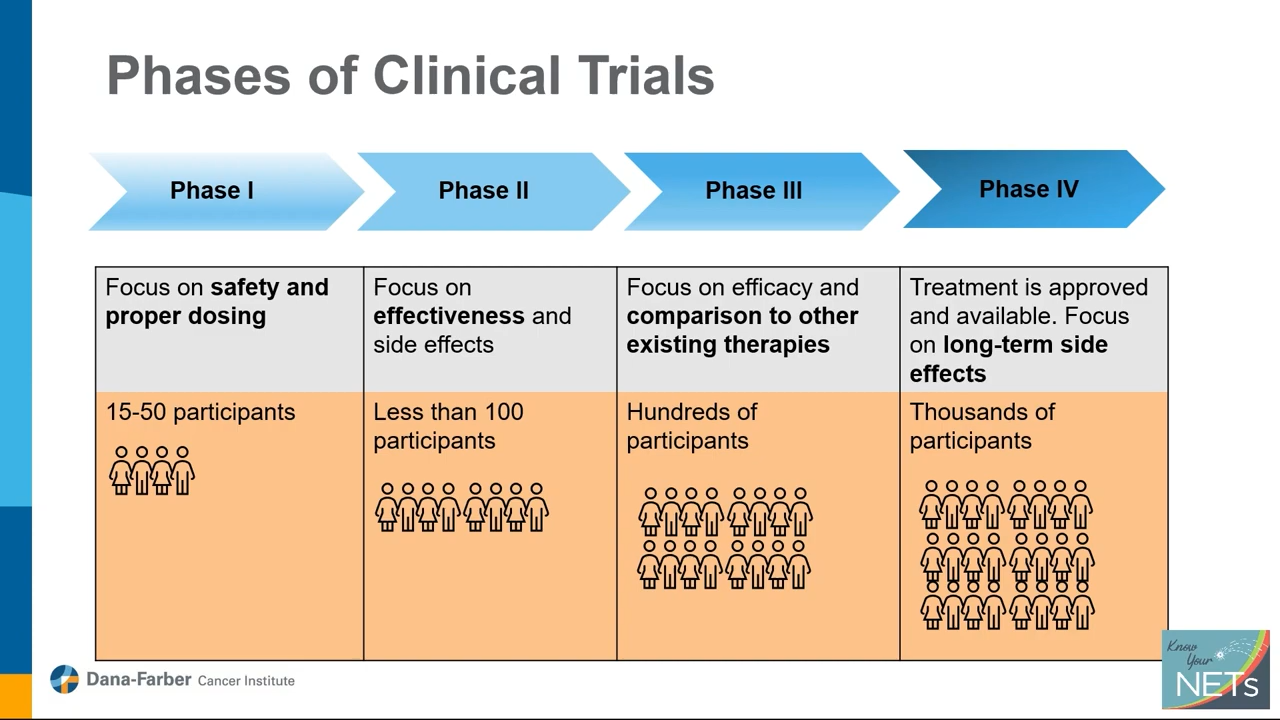 Phases of Clinical Trials
Phase I
Phase II
Phase III
Phase IV
Focus on safety and
proper dosing
Focus on
effectiveness and
side effects
Focus on efficacy and
comparison to other
existing therapies
Treatment is approved
and available. Focus
on long-term side
effects
15-50 participants
Less than 100
participants
Hundreds of
participants
Thousands of
participants
Dana-Farber Cancer Institute
Know
Your
NETs